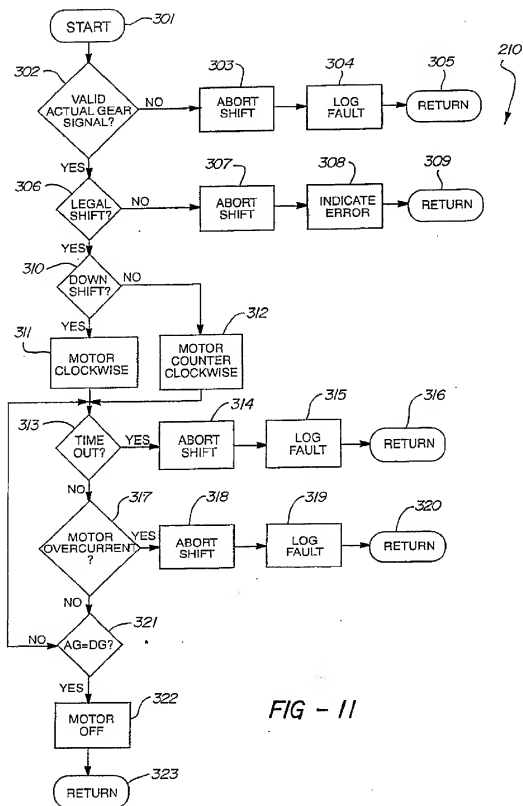 301
START
302
VALID
ACTUAL GEAR
SIGNAL?
NO
303
ABORT
SHIFT
304
LOG
FAULT
305
RETURN
210
YES
306
LEGAL
SHIFT?
NO
307
ABORT
SHIFT
308
INDICATE
ERROR
309
RETURN
YES
310
DOWN
SHIFT?
NO
YES
311
MOTOR
CLOCKWISE
312
MOTOR
COUNTER
CLOCKWISE
313
TIME
OUT?
YES
314
ABORT
SHIFT
315
LOG
FAULT
316
RETURN
NO
317
MOTOR
OVERCURRENT
?
YES
318
ABORT
SHIFT
319
LOG
FAULT
320
RETURN
NO
321
AG=DG?
NO
YES
322
MOTOR
OFF
323
RETURN
FIG - 11